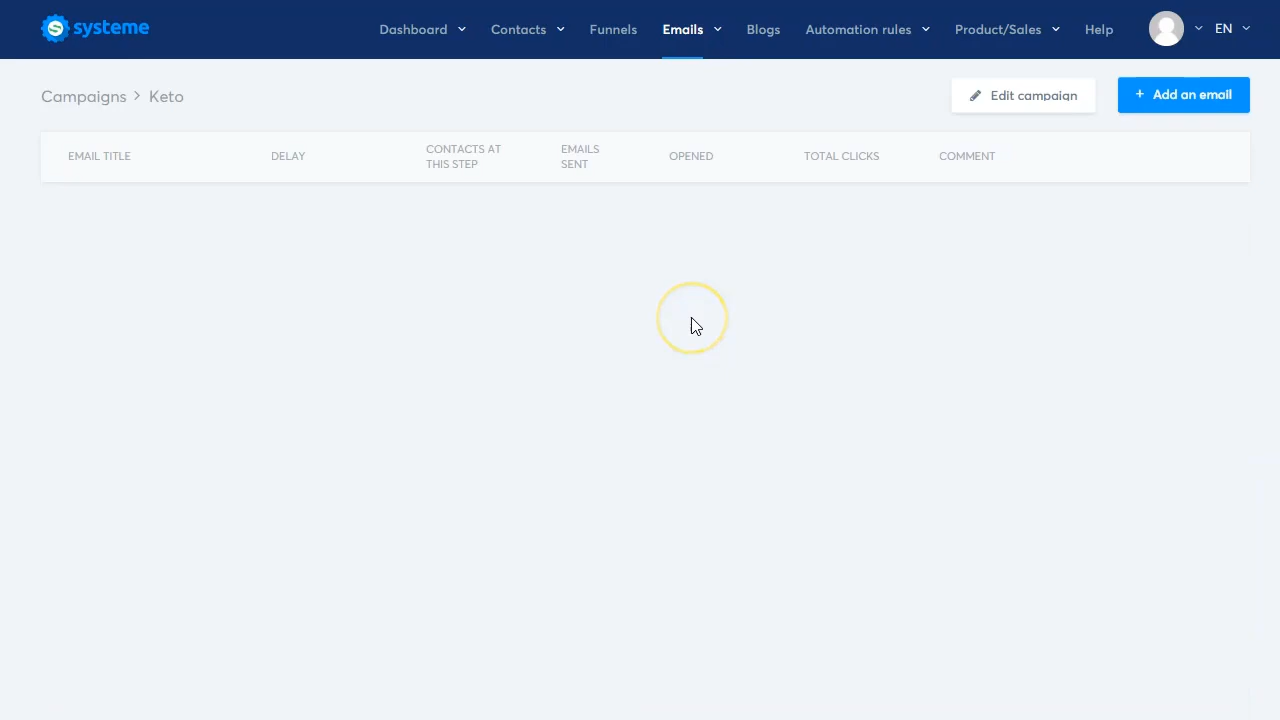 systeme Dashboard Contacts Funnels Emails Blogs Automation rules Product/Sales Help EN
Campaigns > Keto Edit campaign + Add an email
EMAIL TITLE DELAY CONTACTS AT THIS STEP EMAILS SENT OPENED TOTAL CLICKS COMMENT